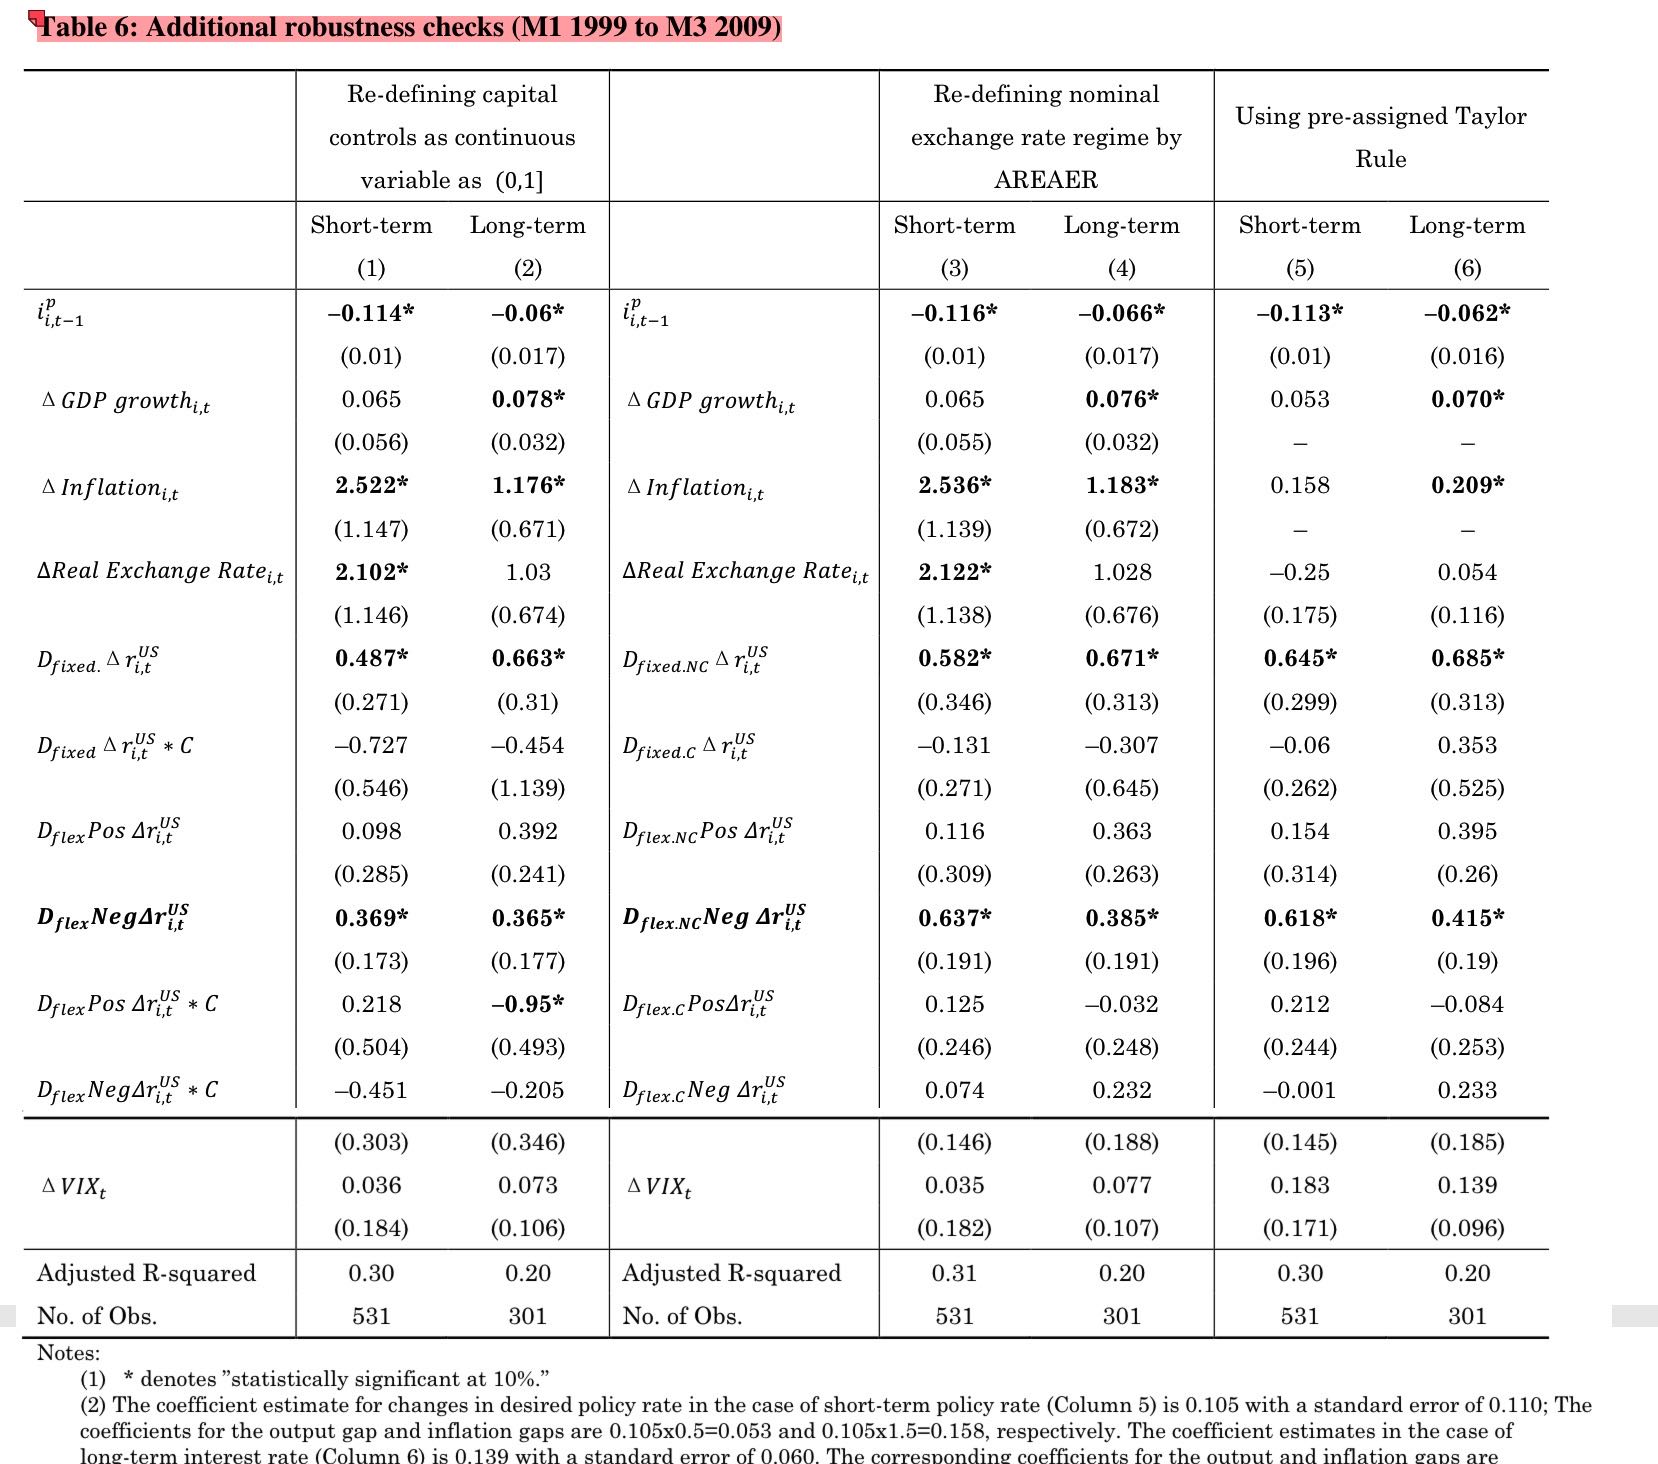 Table 6: Additional robustness checks (M1 1999 to M3 2009)
Re-defining capital controls as continuous variable as (0,1] Re-defining nominal exchange rate regime by AREAER Using pre-assigned Taylor Rule
Short-term Long-term Short-term Long-term Short-term Long-term
(1) (2) (3) (4) (5) (6)
i^p_{i,t−1} –0.114* –0.06* i^p_{i,t−1} –0.116* –0.066* –0.113* –0.062*
(0.01) (0.017) (0.01) (0.017) (0.01) (0.016)
Δ GDP growth_{i,t} 0.065 0.078* Δ GDP growth_{i,t} 0.065 0.076* 0.053 0.070*
(0.056) (0.032) (0.055) (0.032) – –
Δ Inflation_{i,t} 2.522* 1.176* Δ Inflation_{i,t} 2.536* 1.183* 0.158 0.209*
(1.147) (0.671) (1.139) (0.672) – –
ΔReal Exchange Rate_{i,t} 2.102* 1.03 ΔReal Exchange Rate_{i,t} 2.122* 1.028 –0.25 0.054
(1.146) (0.674) (1.138) (0.676) (0.175) (0.116)
D_{fixed.} Δ r^{US}_{i,t} 0.487* 0.663* D_{fixed.NC} Δ r^{US}_{i,t} 0.582* 0.671* 0.645* 0.685*
(0.271) (0.31) (0.346) (0.313) (0.299) (0.313)
D_{fixed} Δ r^{US}_{i,t} ∗ C –0.727 –0.454 D_{fixed.C} Δ r^{US}_{i,t} –0.131 –0.307 –0.06 0.353
(0.546) (1.139) (0.271) (0.645) (0.262) (0.525)
D_{flex}Pos Δr^{US}_{i,t} 0.098 0.392 D_{flex.NC}Pos Δr^{US}_{i,t} 0.116 0.363 0.154 0.395
(0.285) (0.241) (0.309) (0.263) (0.314) (0.26)
D_{flex}NegΔr^{US}_{i,t} 0.369* 0.365* D_{flex.NC}Neg Δr^{US}_{i,t} 0.637* 0.385* 0.618* 0.415*
(0.173) (0.177) (0.191) (0.191) (0.196) (0.19)
D_{flex}Pos Δr^{US}_{i,t} ∗ C 0.218 –0.95* D_{flex.C}PosΔr^{US}_{i,t} 0.125 –0.032 0.212 –0.084
(0.504) (0.493) (0.246) (0.248) (0.244) (0.253)
D_{flex}NegΔr^{US}_{i,t} ∗ C –0.451 –0.205 D_{flex.C}Neg Δr^{US}_{i,t} 0.074 0.232 –0.001 0.233
(0.303) (0.346) (0.146) (0.188) (0.145) (0.185)
Δ VIX_t 0.036 0.073 Δ VIX_t 0.035 0.077 0.183 0.139
(0.184) (0.106) (0.182) (0.107) (0.171) (0.096)
Adjusted R-squared 0.30 0.20 Adjusted R-squared 0.31 0.20 0.30 0.20
No. of Obs. 531 301 No. of Obs. 531 301 531 301
Notes:
(1) * denotes ”statistically significant at 10%.”
(2) The coefficient estimate for changes in desired policy rate in the case of short-term policy rate (Column 5) is 0.105 with a standard error of 0.110; The
coefficients for the output gap and inflation gaps are 0.105x0.5=0.053 and 0.105x1.5=0.158, respectively. The coefficient estimates in the case of
long-term interest rate (Column 6) is 0.139 with a standard error of 0.060. The corresponding coefficients for the output and inflation gaps are